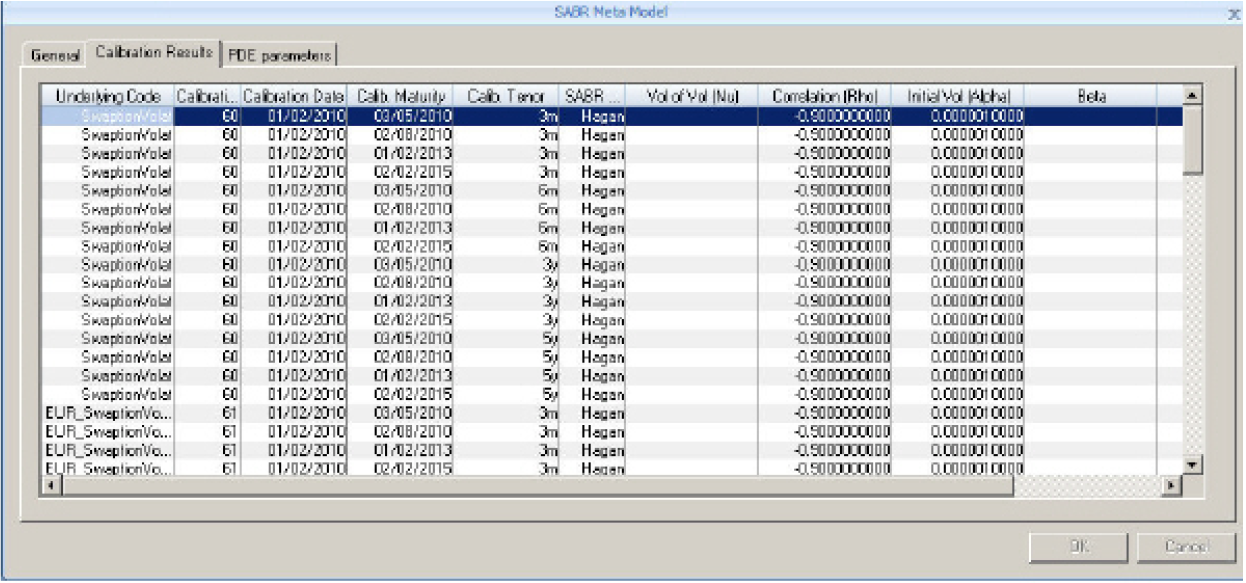 SABR Meta Model
General Calibration Results PDE parameters
Underlying Code Calibrati... Calibration Date Calib. Maturity Calib. Tenor SABR ... Vol of Vol (Nu) Correlation (Rho) Initial Vol (Alpha) Beta
SwaptionVolat 60 01/02/2010 03/05/2010 3m Hagan -0.9000000000 0.0000010000
SwaptionVolat 60 01/02/2010 02/08/2010 3m Hagan -0.9000000000 0.0000010000
SwaptionVolat 60 01/02/2010 01/02/2013 3m Hagan -0.9000000000 0.0000010000
SwaptionVolat 60 01/02/2010 02/02/2015 3m Hagan -0.9000000000 0.0000010000
SwaptionVolat 60 01/02/2010 03/05/2010 6m Hagan -0.9000000000 0.0000010000
SwaptionVolat 60 01/02/2010 02/08/2010 6m Hagan -0.9000000000 0.0000010000
SwaptionVolat 60 01/02/2010 01/02/2013 6m Hagan -0.9000000000 0.0000010000
SwaptionVolat 60 01/02/2010 02/02/2015 6m Hagan -0.9000000000 0.0000010000
SwaptionVolat 60 01/02/2010 03/05/2010 3y Hagan -0.9000000000 0.0000010000
SwaptionVolat 60 01/02/2010 02/08/2010 3y Hagan -0.9000000000 0.0000010000
SwaptionVolat 60 01/02/2010 01/02/2013 3y Hagan -0.9000000000 0.0000010000
SwaptionVolat 60 01/02/2010 02/02/2015 3y Hagan -0.9000000000 0.0000010000
SwaptionVolat 60 01/02/2010 03/05/2010 5y Hagan -0.9000000000 0.0000010000
SwaptionVolat 60 01/02/2010 02/08/2010 5y Hagan -0.9000000000 0.0000010000
SwaptionVolat 60 01/02/2010 01/02/2013 5y Hagan -0.9000000000 0.0000010000
SwaptionVolat 60 01/02/2010 02/02/2015 5y Hagan -0.9000000000 0.0000010000
EUR_SwaptionVo... 61 01/02/2010 03/05/2010 3m Hagan -0.9000000000 0.0000010000
EUR_SwaptionVo... 61 01/02/2010 02/08/2010 3m Hagan -0.9000000000 0.0000010000
EUR_SwaptionVo... 61 01/02/2010 01/02/2013 3m Hagan -0.9000000000 0.0000010000
EUR_SwaptionVo... 61 01/02/2010 02/02/2015 3m Hagan -0.9000000000 0.0000010000
OK Cancel